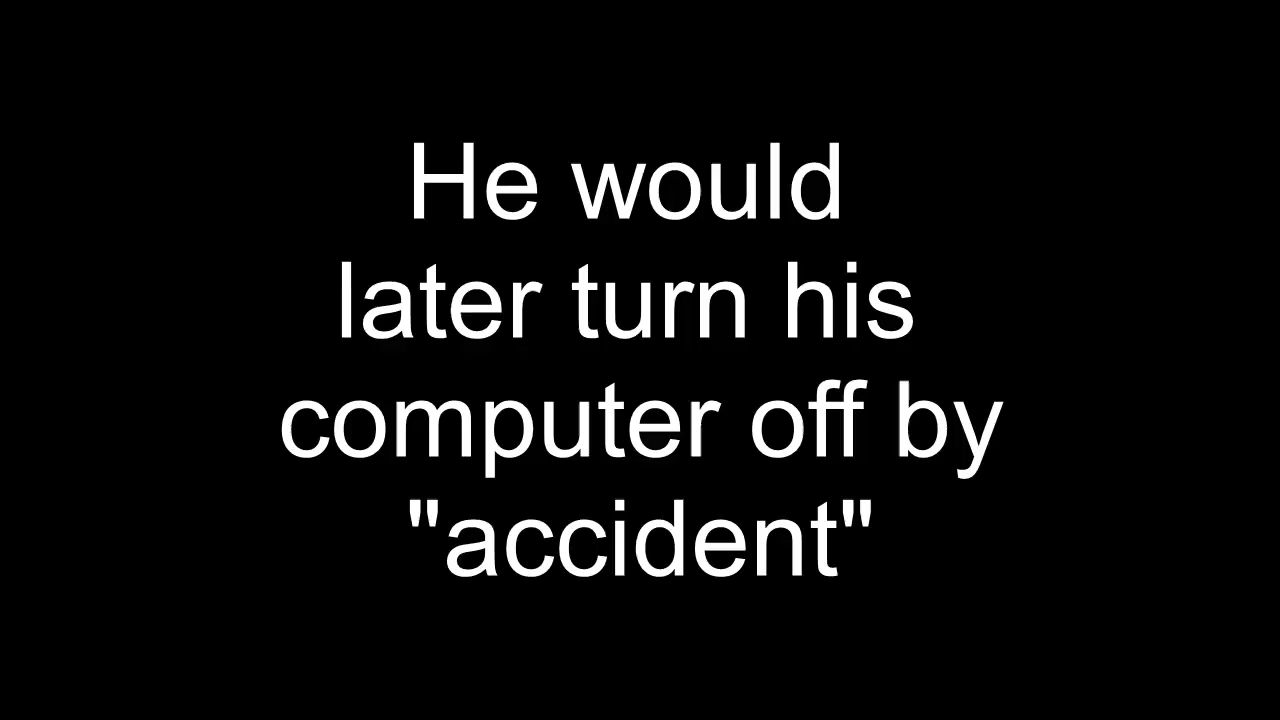 He would
later turn his
computer off by
"accident"